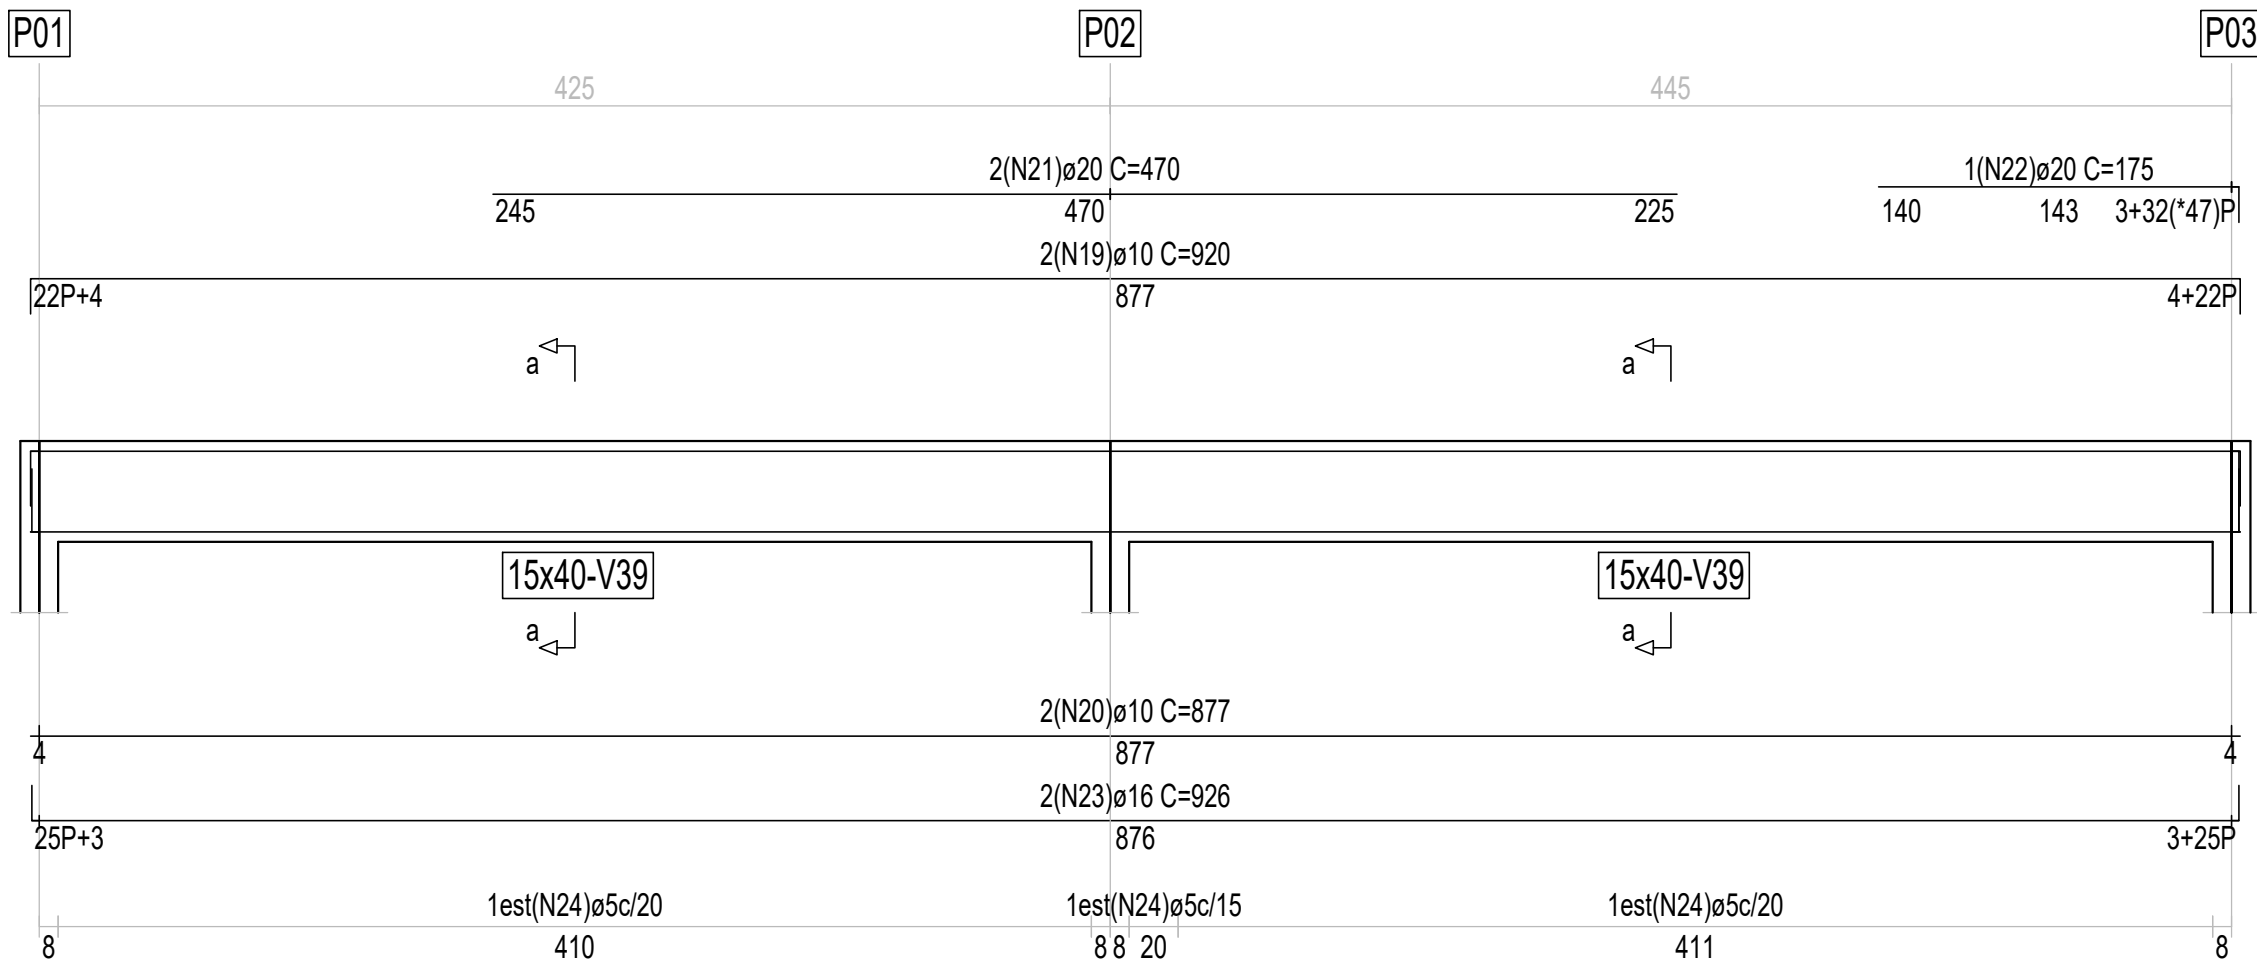 P01 P02 P03
425 445
2(N21)ø20 C=470 1(N22)ø20 C=175
245 470 225 140 143 3+32(*47)P
2(N19)ø10 C=920
22P+4 877 4+22P
a a
15x40-V39 15x40-V39
a a
2(N20)ø10 C=877
4 877 4
2(N23)ø16 C=926
25P+3 876 3+25P
1est(N24)ø5c/20 1est(N24)ø5c/15 1est(N24)ø5c/20
8 410 8 8 20 411 8